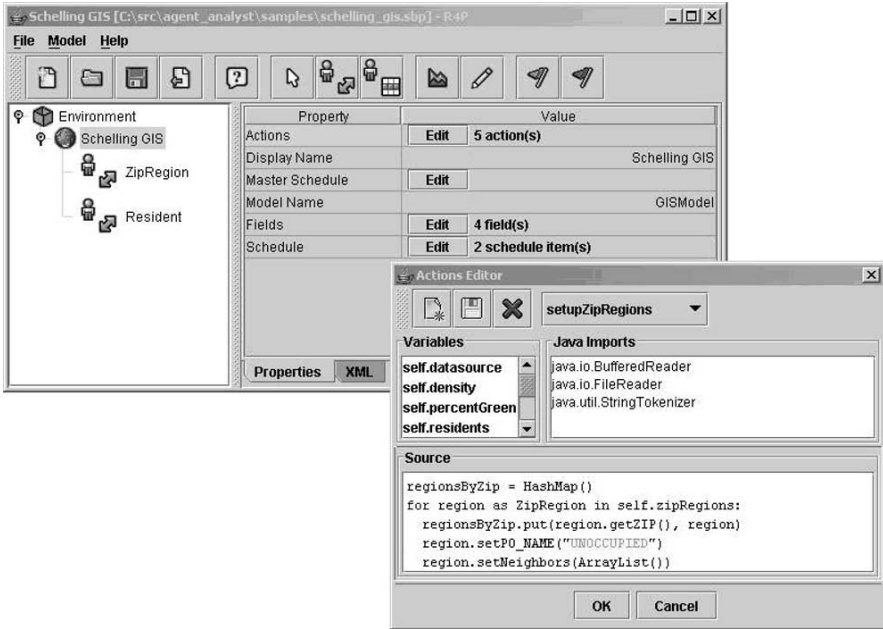 Schelling GIS [C:\src\agent_analyst\samples\schelling_gis.sbp] - R4P
File Model Help
Environment
Schelling GIS
ZipRegion
Resident
Property Value
Actions Edit 5 action(s)
Display Name Schelling GIS
Master Schedule Edit
Model Name GISModel
Fields Edit 4 field(s)
Schedule Edit 2 schedule item(s)
Properties XML
Actions Editor
setupZipRegions
Variables
self.datasource
self.density
self.percentGreen
self.residents
Java Imports
java.io.BufferedReader
java.io.FileReader
java.util.StringTokenizer
Source
regionsByZip = HashMap()
for region as ZipRegion in self.zipRegions:
regionsByZip.put(region.getZIP(), region)
region.setPO_NAME("UNOCCUPIED")
region.setNeighbors(ArrayList())
OK Cancel